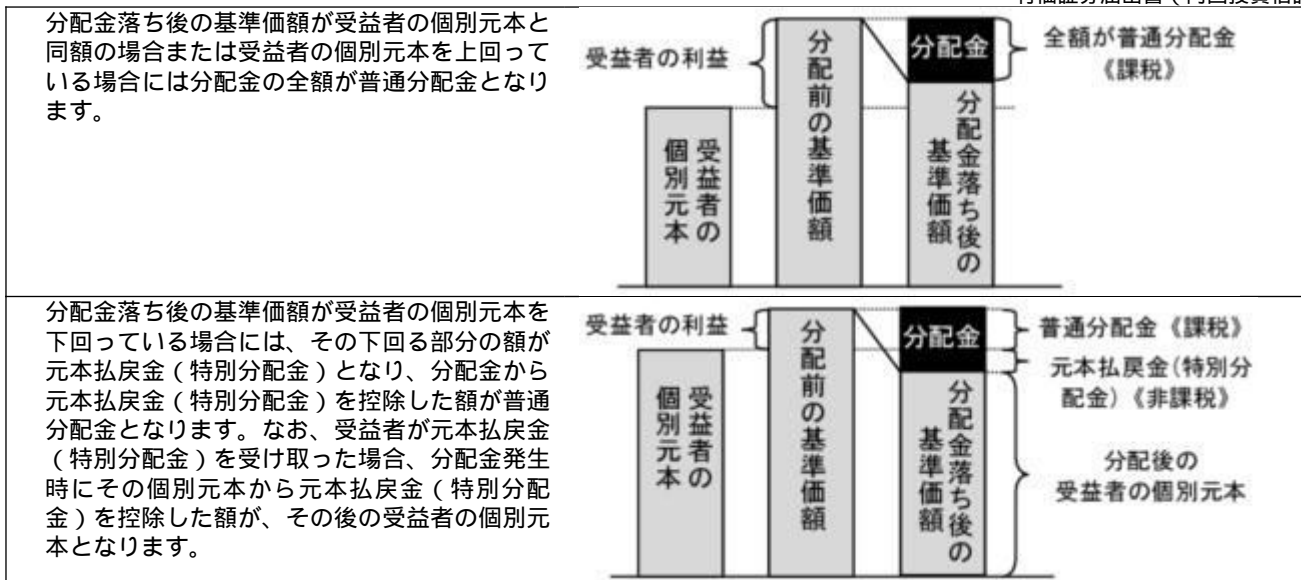 分配金落ち後の基準価額が受益者の個別元本と
同額の場合または受益者の個別元本を上回って
いる場合には分配金の全額が普通分配金となり
ます。
受益者の利益
受益者の
個別元本
分配前の基準価額
分配金
分配金落ち後の
基準価額
全額が普通分配金
《課税》
分配金落ち後の基準価額が受益者の個別元本を
下回っている場合には、その下回る部分の額が
元本払戻金（特別分配金）となり、分配金から
元本払戻金（特別分配金）を控除した額が普通
分配金となります。なお、受益者が元本払戻金
（特別分配金）を受け取った場合、分配金発生
時にその個別元本から元本払戻金（特別分配
金）を控除した額が、その後の受益者の個別元
本となります。
受益者の利益
受益者の
個別元本
分配前の基準価額
分配金
分配金落ち後の
基準価額
普通分配金《課税》
元本払戻金(特別分
配金)《非課税》
分配後の
受益者の個別元本